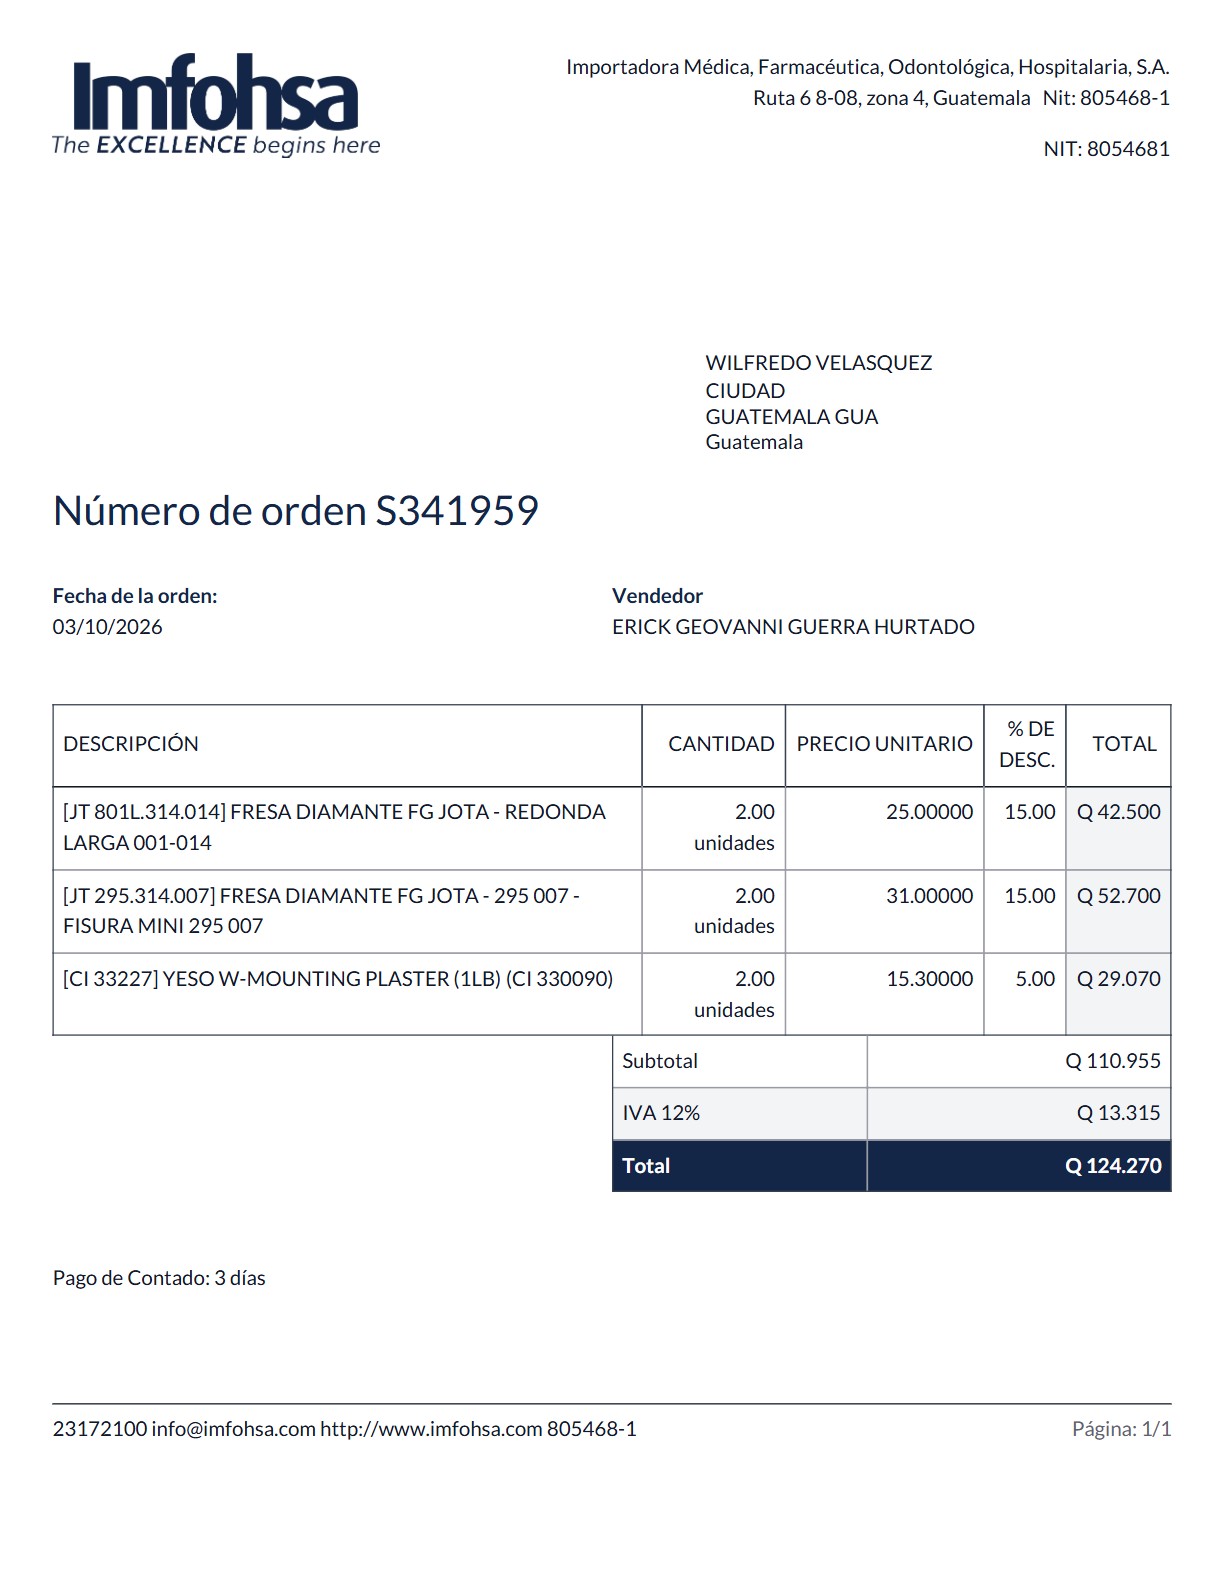 Imfohsa
The EXCELLENCE begins here
Importadora Médica, Farmacéutica, Odontológica, Hospitalaria, S.A.
Ruta 6 8-08, zona 4, Guatemala Nit: 805468-1
NIT: 8054681
WILFREDO VELASQUEZ
CIUDAD
GUATEMALA GUA
Guatemala
Número de orden S341959
Fecha de la orden:
03/10/2026
Vendedor
ERICK GEOVANNI GUERRA HURTADO
DESCRIPCIÓN CANTIDAD PRECIO UNITARIO % DE DESC. TOTAL
[JT 801L.314.014] FRESA DIAMANTE FG JOTA - REDONDA 2.00 25.00000 15.00 Q 42.500
LARGA 001-014 unidades
[JT 295.314.007] FRESA DIAMANTE FG JOTA - 295 007 - 2.00 31.00000 15.00 Q 52.700
FISURA MINI 295 007 unidades
[CI 33227] YESO W-MOUNTING PLASTER (1LB) (CI 330090) 2.00 15.30000 5.00 Q 29.070
unidades
Subtotal Q 110.955
IVA 12% Q 13.315
Total Q 124.270
Pago de Contado: 3 días
23172100 info@imfohsa.com http://www.imfohsa.com 805468-1 Página: 1/1